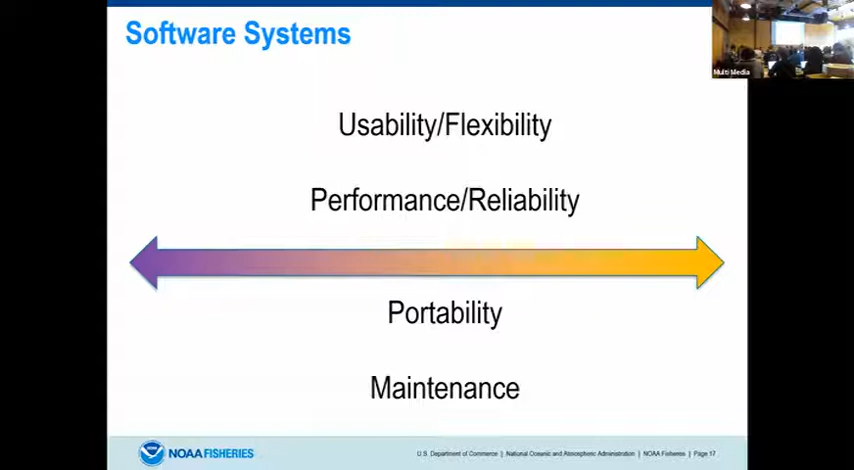 Software Systems
Multi Media
Usability/Flexibility
Performance/Reliability
Portability
Maintenance
NOAA FISHERIES
U.S. Department of Commerce | National Oceanic and Atmospheric Administration | NOAA Fisheries | Page 17